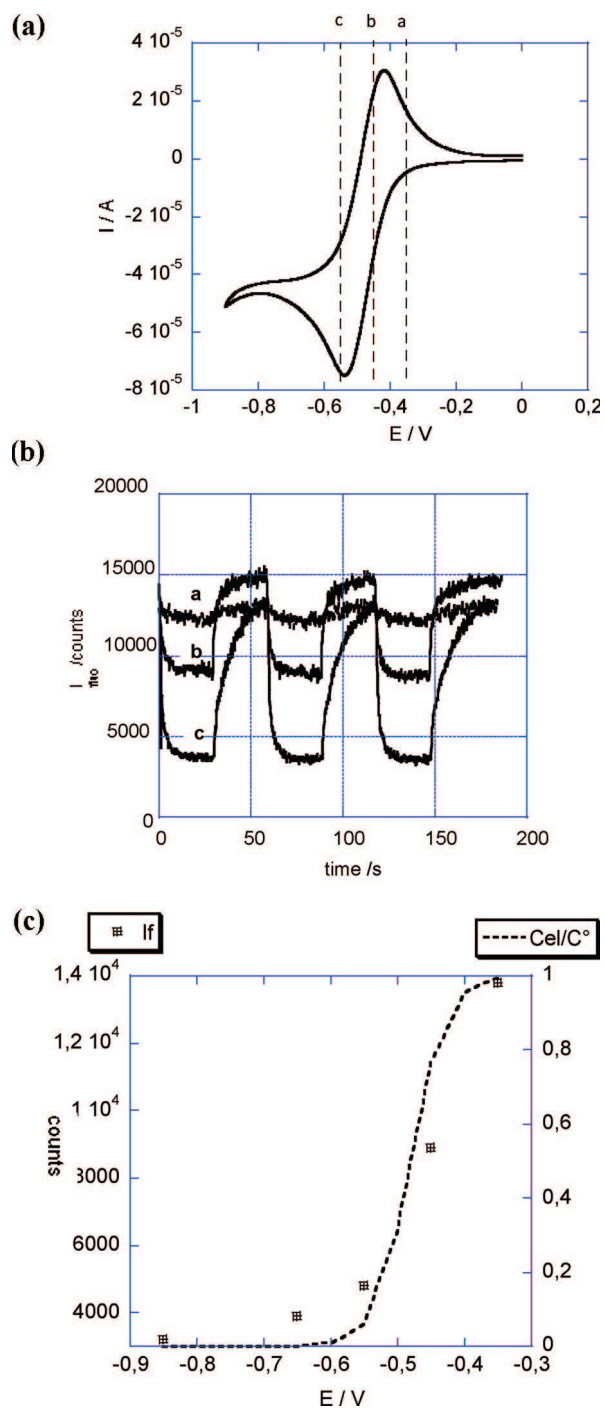 (a)
c b a
4 10-5
2 10-5
0
-2 10-5
-4 10-5
-6 10-5
-8 10-5
I / A
-1 -0,8 -0,6 -0,4 -0,2 0 0,2
E / V
(b)
20000
15000
10000
5000
0
I /counts
a
b
c
0 50 100 150 200
time /s
(c)
If
Cel/C°
1,4 10^4
1,2 10^4
1 10^4
8000
6000
4000
counts
1
0,8
0,6
0,4
0,2
0
-0,9 -0,8 -0,7 -0,6 -0,5 -0,4 -0,3
E / V